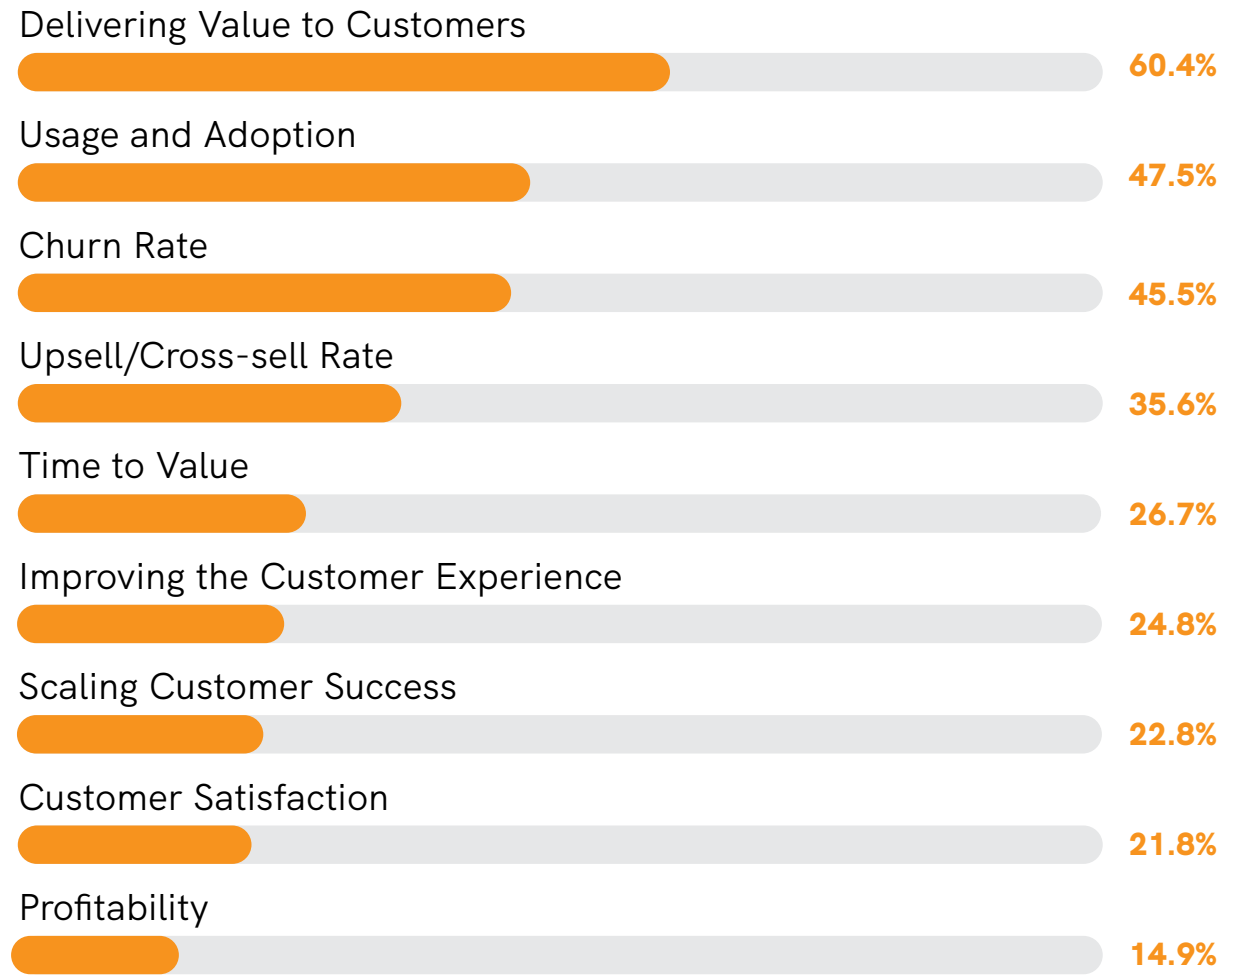 Delivering Value to Customers
60.4%
Usage and Adoption
47.5%
Churn Rate
45.5%
Upsell/Cross-sell Rate
35.6%
Time to Value
26.7%
Improving the Customer Experience
24.8%
Scaling Customer Success
22.8%
Customer Satisfaction
21.8%
Profitability
14.9%